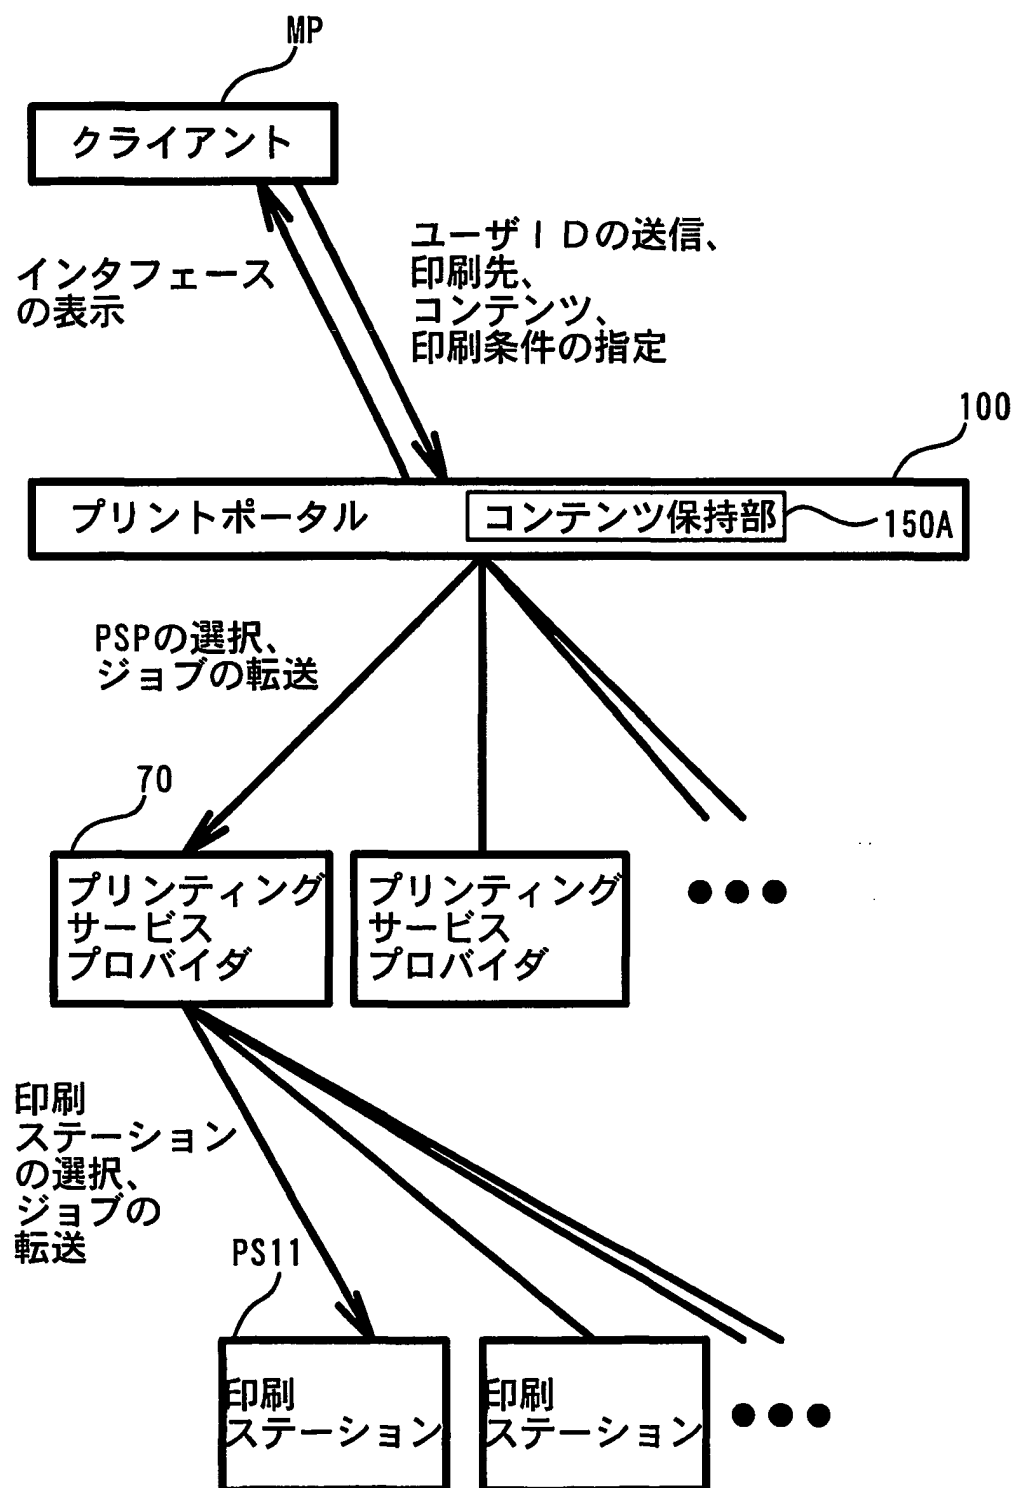 MP
クライアント
インタフェース
の表示
ユーザIDの送信、
印刷先、
コンテンツ、
印刷条件の指定
100
プリントポータル
コンテンツ保持部
150A
PSPの選択、
ジョブの転送
70
プリンティング
サービス
プロバイダ
プリンティング
サービス
プロバイダ
印刷
ステーション
の選択、
ジョブの
転送
PS11
印刷
ステーション
印刷
ステーション